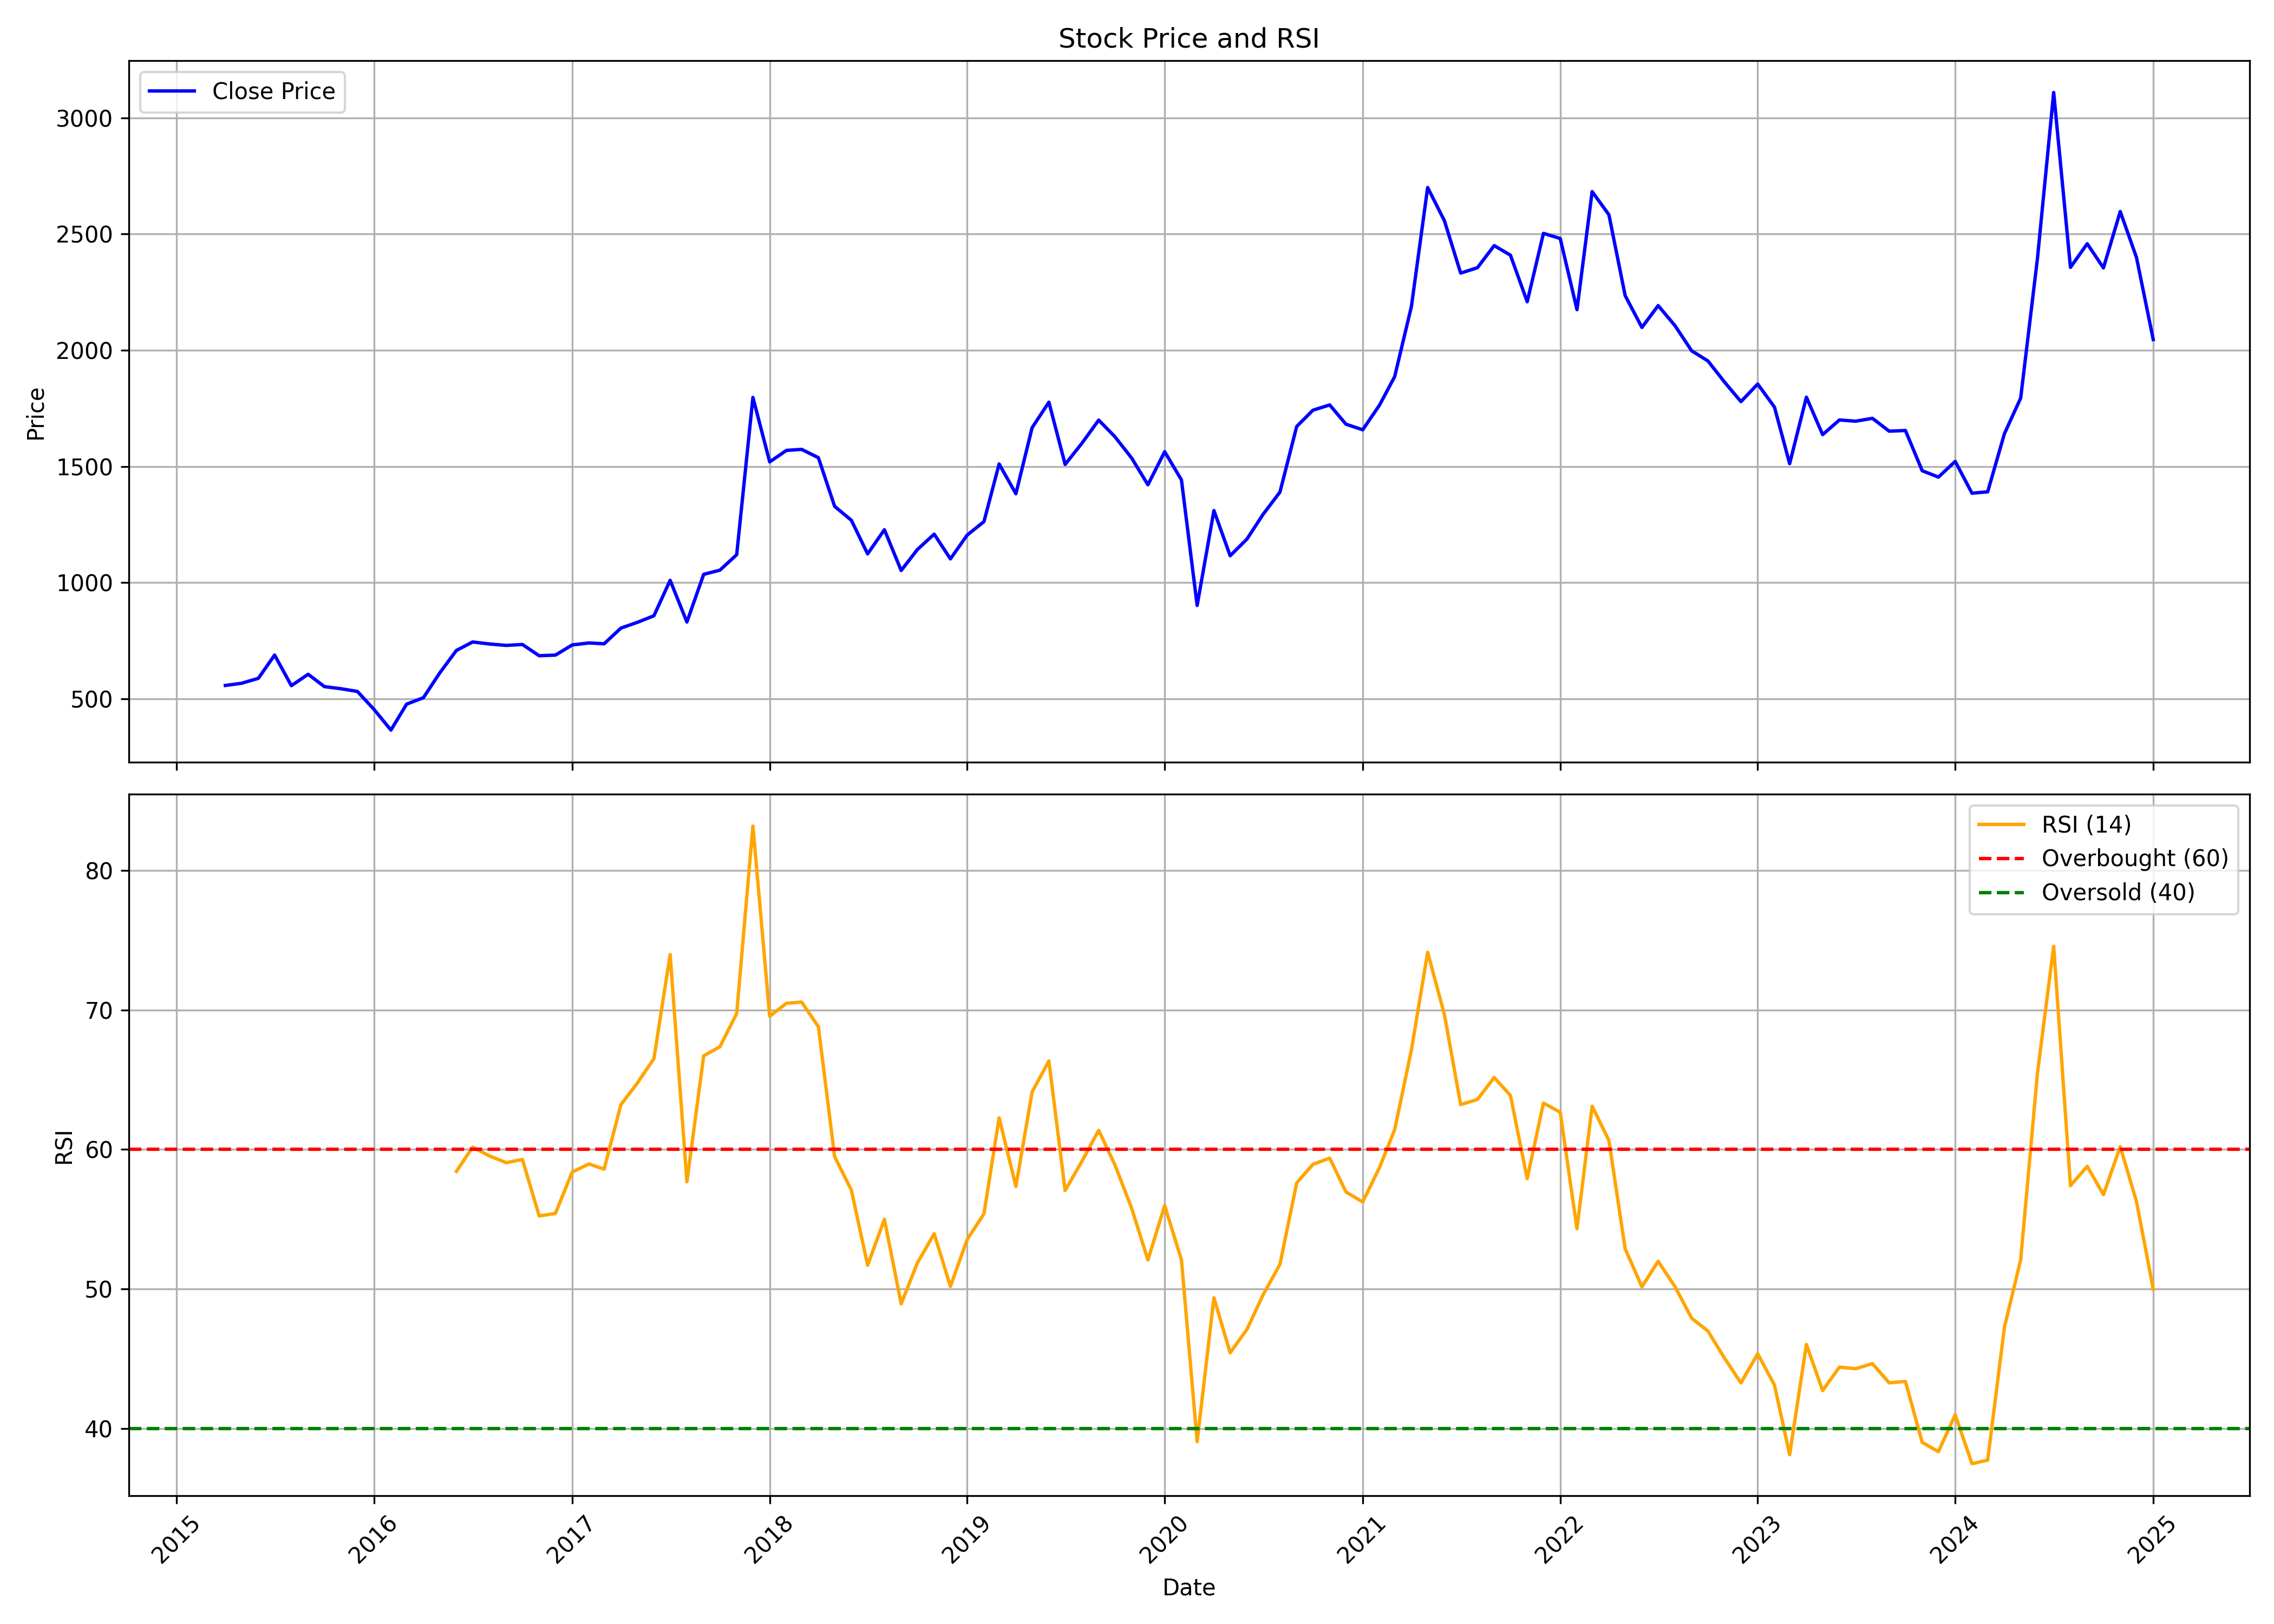 Stock Price and RSI
Close Price
Price
3000
2500
2000
1500
1000
500
RSI (14)
Overbought (60)
Oversold (40)
RSI
80
70
60
50
40
2015
2016
2017
2018
2019
2020
2021
2022
2023
2024
2025
Date